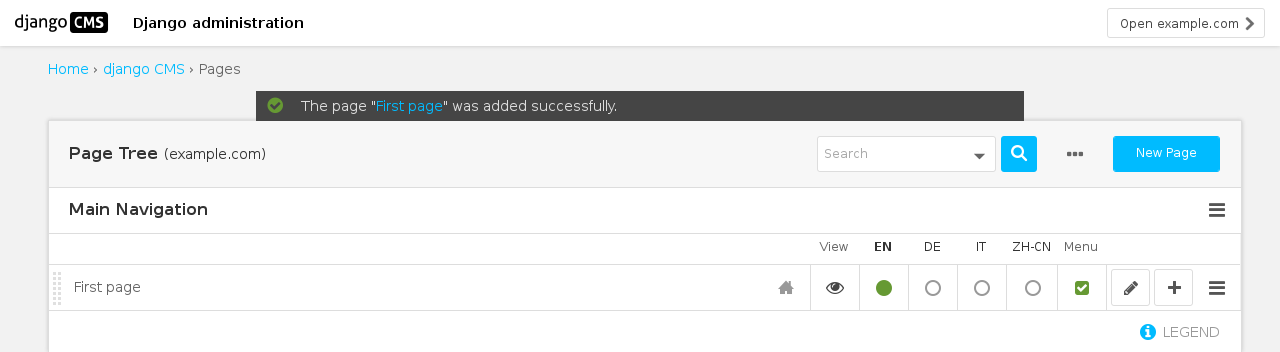 django CMS Django administration Open example.com
Home › django CMS › Pages
The page "First page" was added successfully.
Page Tree (example.com) Search New Page
Main Navigation
View EN DE IT ZH-CN Menu
First page
LEGEND